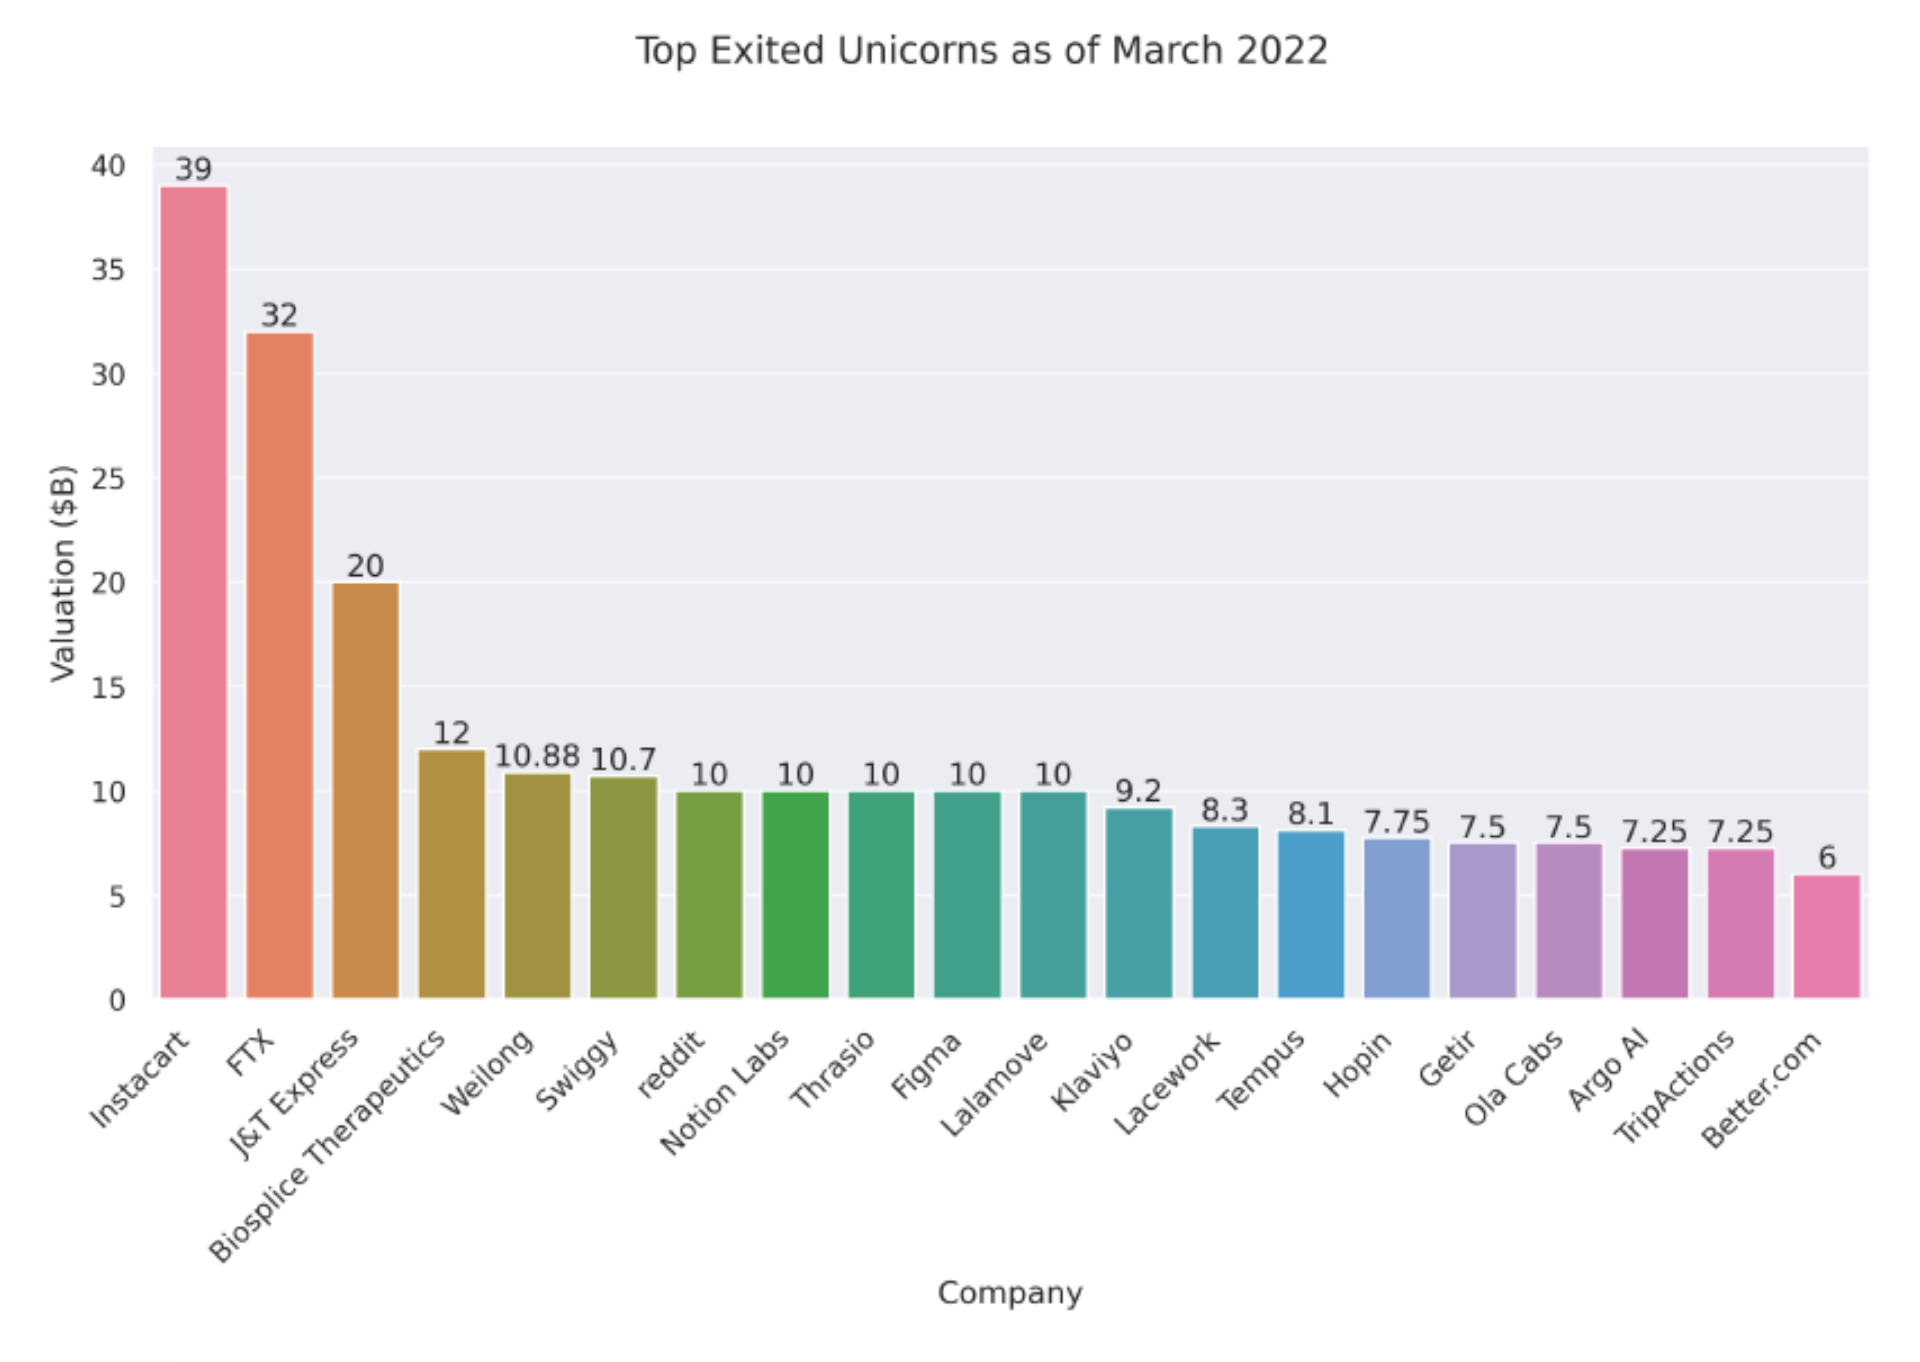 Top Exited Unicorns as of March 2022
Valuation ($B)
40
35
30
25
20
15
10
5
0
39
32
20
12
10.88
10.7
10
10
10
10
10
9.2
8.3
8.1
7.75
7.5
7.5
7.25
7.25
6
Instacart
FTX
J&T Express
Biosplice Therapeutics
Weilong
Swiggy
reddit
Notion Labs
Thrasio
Figma
Lalamove
Klaviyo
Lacework
Tempus
Hopin
Getir
Ola Cabs
Argo AI
TripActions
Better.com
Company